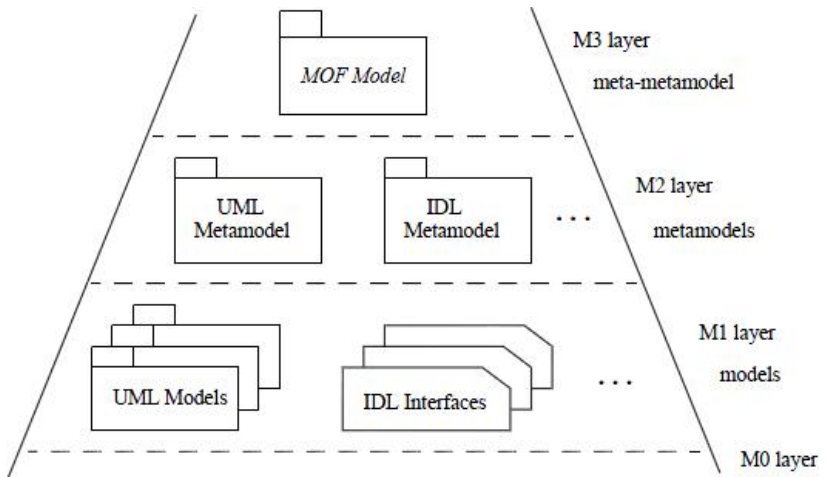 M3 layer
MOF Model
meta-metamodel
M2 layer
UML
Metamodel
IDL
Metamodel
...
metamodels
M1 layer
models
UML Models
IDL Interfaces
...
M0 layer